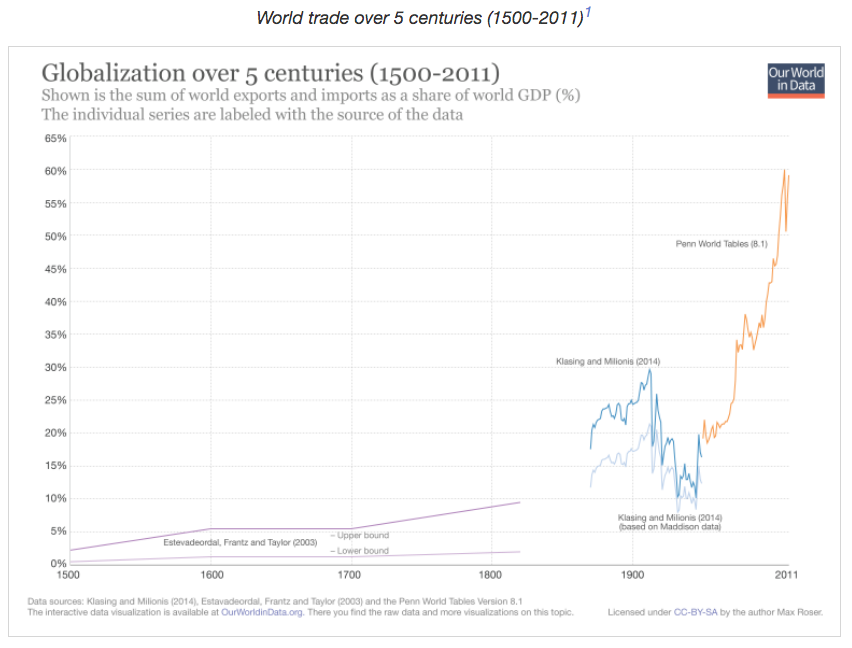 World trade over 5 centuries (1500-2011)1
Globalization over 5 centuries (1500-2011)
Shown is the sum of world exports and imports as a share of world GDP (%)
The individual series are labeled with the source of the data
Our World
in Data
65%
60%
55%
50%
45%
40%
35%
30%
25%
20%
15%
10%
5%
0%
Penn World Tables (8.1)
Klasing and Milionis (2014)
Klasing and Milionis (2014)
(based on Maddison data)
– Upper bound
Estevadeordal, Frantz and Taylor (2003)
– Lower bound
1500
1600
1700
1800
1900
2011
Data sources: Klasing and Milionis (2014), Estavadeordal, Frantz and Taylor (2003) and the Penn World Tables Version 8.1
The interactive data visualization is available at OurWorldinData.org. There you find the raw data and more visualizations on this topic.
Licensed under CC-BY-SA by the author Max Roser.